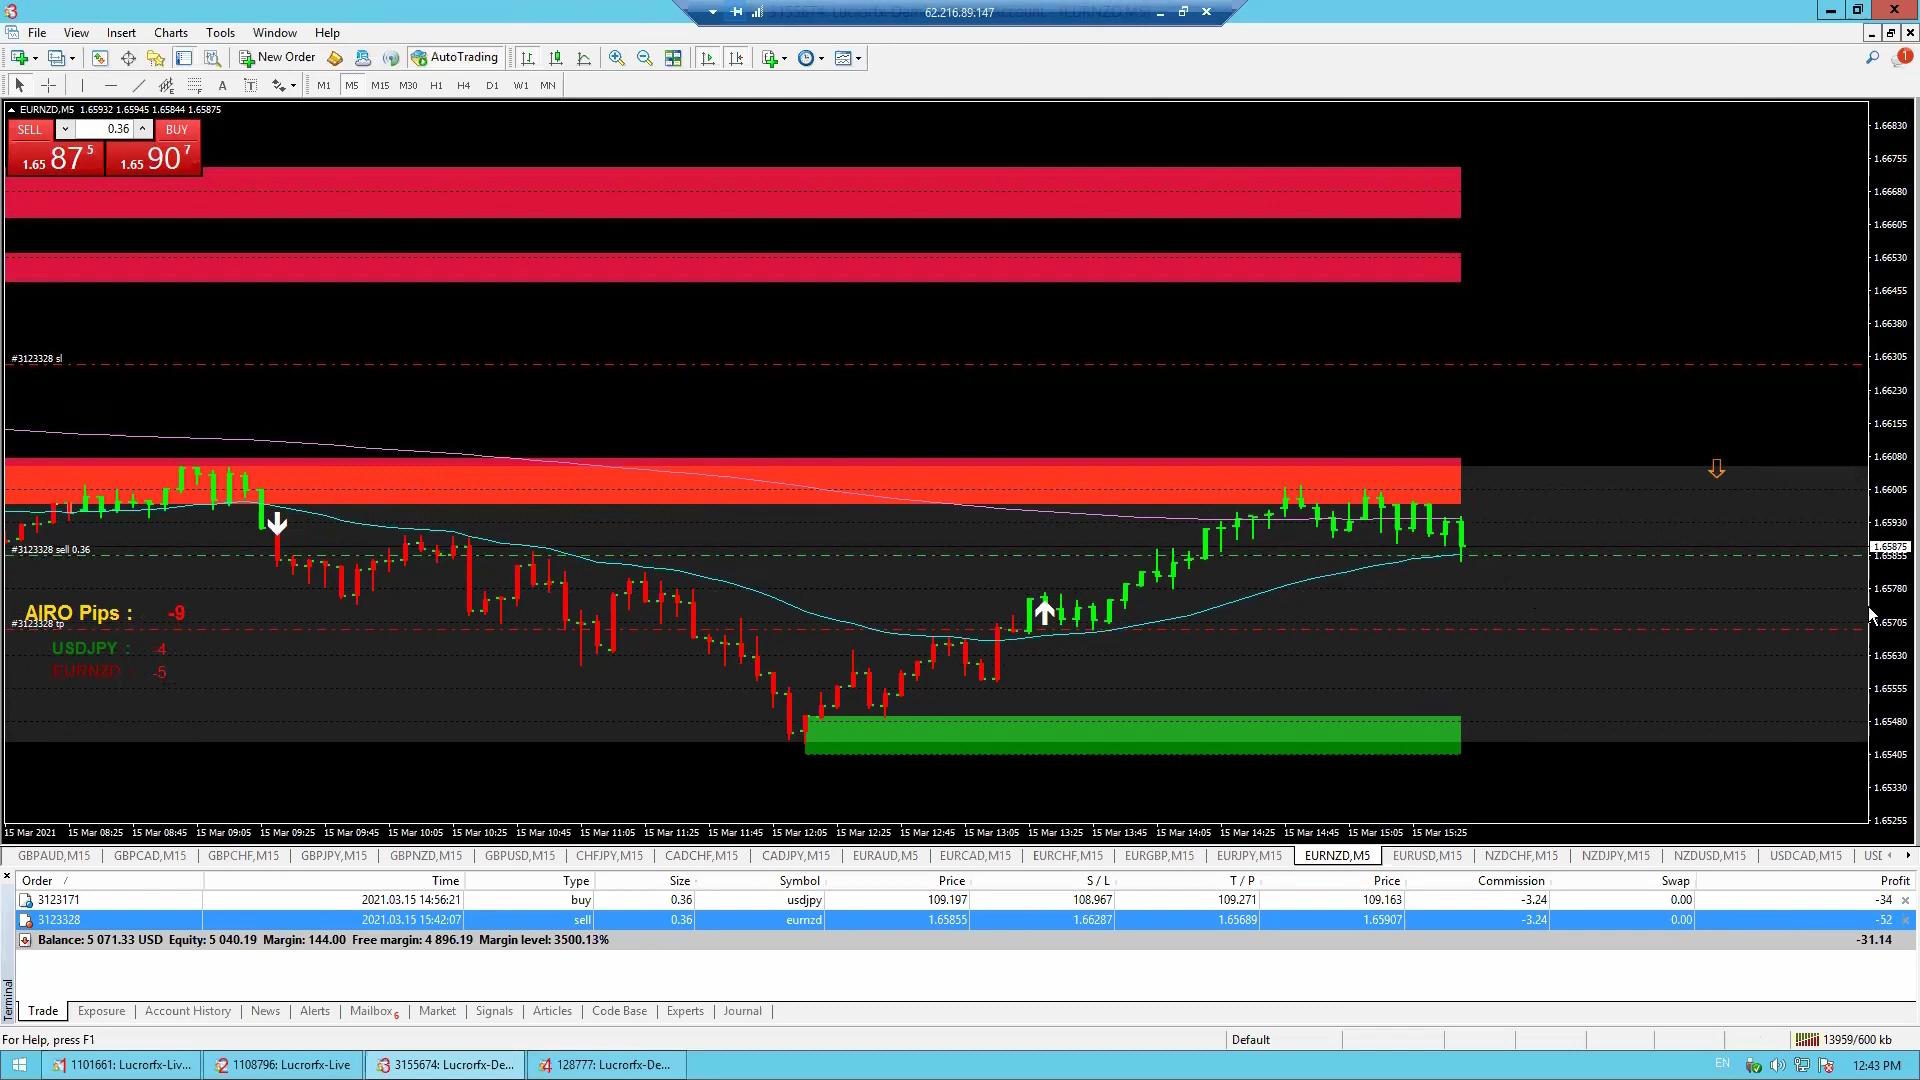 62.216.89.147
File View Insert Charts Tools Window Help
New Order AutoTrading 1
A T M1 M5 M15 M30 H1 H4 D1 W1 MN
EURNZD,M5 1.65932 1.65945 1.65844 1.65875
SELL 0.36 BUY
1.65 87 5 1.65 90 7
1.66830
1.66755
1.66680
1.66605
1.66530
1.66455
1.66380
#3123328 sl
1.66305
1.66230
1.66155
1.66080
1.66005
1.65930
#3123328 sell 0.36
1.65875
1.65855
1.65780
AIRO Pips : -9
#3123328 tp
1.65705
USDJPY : -4
1.65630
EURNZD : -5
1.65555
1.65480
1.65405
1.65330
1.65255
15 Mar 2021 15 Mar 08:25 15 Mar 08:45 15 Mar 09:05 15 Mar 09:25 15 Mar 09:45 15 Mar 10:05 15 Mar 10:25 15 Mar 10:45 15 Mar 11:05 15 Mar 11:25 15 Mar 11:45 15 Mar 12:05 15 Mar 12:25 15 Mar 12:45 15 Mar 13:05 15 Mar 13:25 15 Mar 13:45 15 Mar 14:05 15 Mar 14:25 15 Mar 14:45 15 Mar 15:05 15 Mar 15:25
GBPAUD,M15 GBPCAD,M15 GBPCHF,M15 GBPJPY,M15 GBPNZD,M15 GBPUSD,M15 CHFJPY,M15 CADCHF,M15 CADJPY,M15 EURAUD,M5 EURCAD,M15 EURCHF,M15 EURGBP,M15 EURJPY,M15 EURNZD,M5 EURUSD,M15 NZDCHF,M15 NZDJPY,M15 NZDUSD,M15 USDCAD,M15
Order / Time Type Size Symbol Price S / L T / P Price Commission Swap Profit
3123171 2021.03.15 14:56:21 buy 0.36 usdjpy 109.197 108.967 109.271 109.163 -3.24 0.00 -34
3123328 2021.03.15 15:42:07 sell 0.36 eurnzd 1.65855 1.66287 1.65689 1.65907 -3.24 0.00 -52
Balance: 5 071.33 USD Equity: 5 040.19 Margin: 144.00 Free margin: 4 896.19 Margin level: 3500.13% -31.14
Terminal
Trade Exposure Account History News Alerts Mailbox 6 Market Signals Articles Code Base Experts Journal
For Help, press F1 Default 13959/600 kb
1 1101661: Lucrorfx-Liv... 2 1108796: Lucrorfx-Live 3 3155674: Lucrorfx-De... 4 128777: Lucrorfx-De... EN 12:43 PM